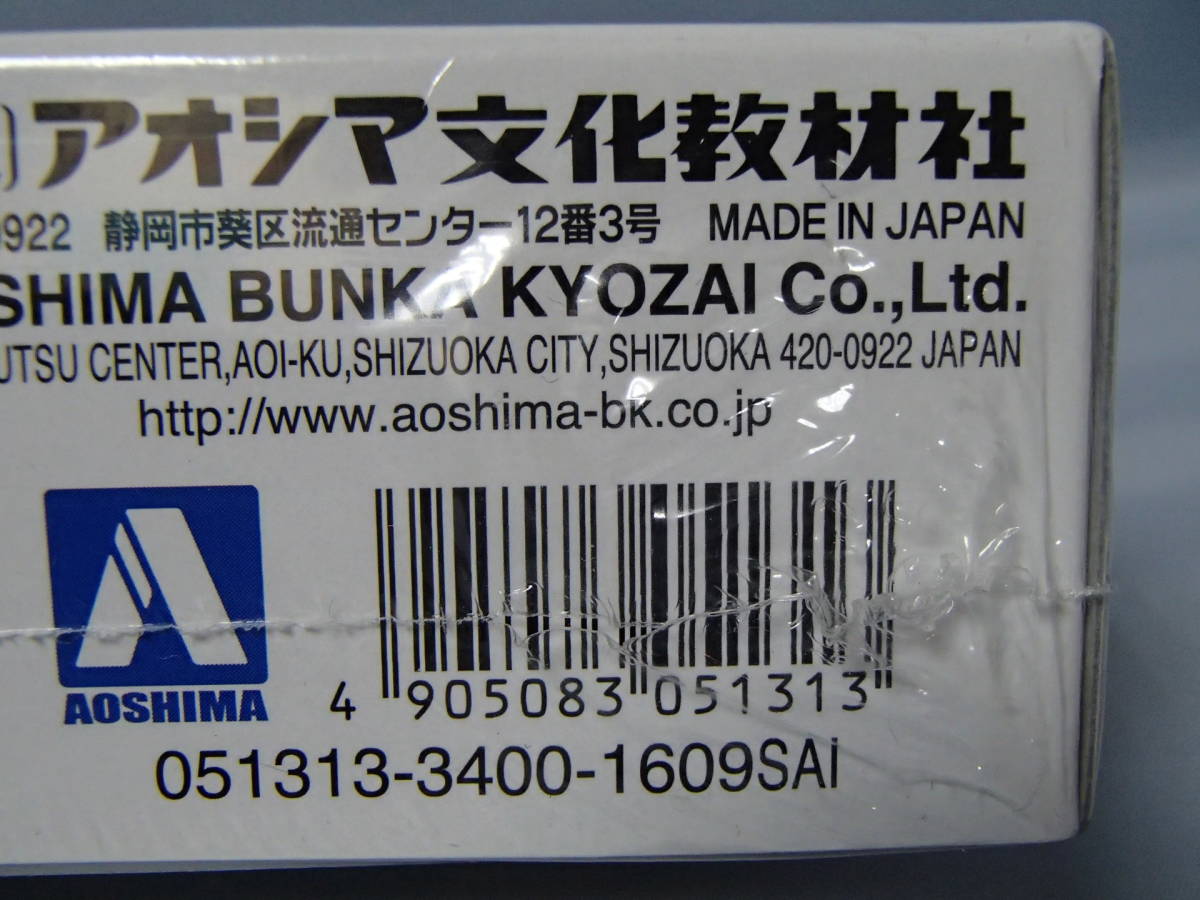 アオシマ文化教材社
0922 静岡市葵区流通センター12番3号 MADE IN JAPAN
SHIMA BUNKA KYOZAI Co.,Ltd.
UTSU CENTER,AOI-KU,SHIZUOKA CITY,SHIZUOKA 420-0922 JAPAN
http://www.aoshima-bk.co.jp
AOSHIMA
4 905083 051313
051313-3400-1609SAI